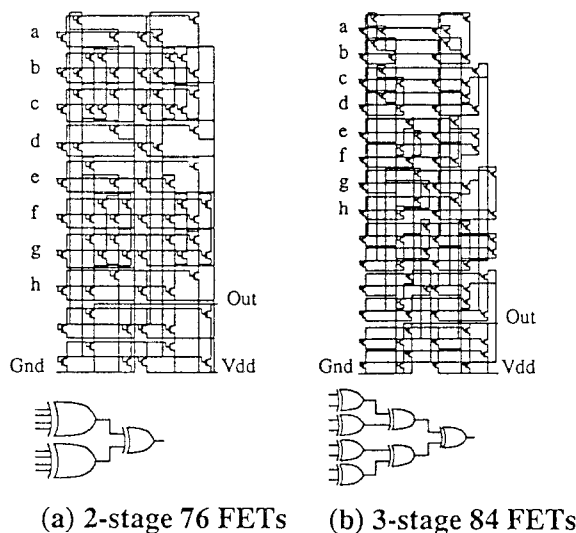 a
b
c
d
e
f
g
h
Out
Gnd
Vdd
a
b
c
d
e
f
g
h
Out
Gnd
Vdd
(a) 2-stage 76 FETs
(b) 3-stage 84 FETs